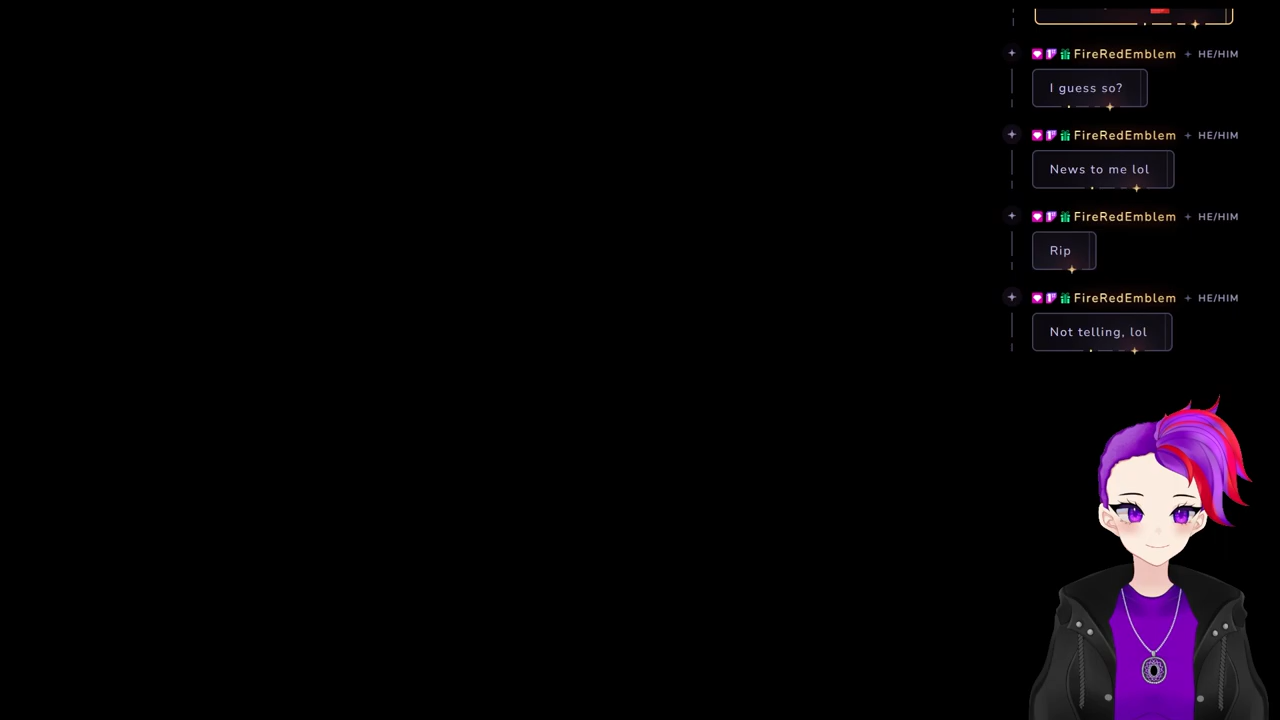 FireRedEmblem HE/HIM
I guess so?
FireRedEmblem HE/HIM
News to me lol
FireRedEmblem HE/HIM
Rip
FireRedEmblem HE/HIM
Not telling, lol